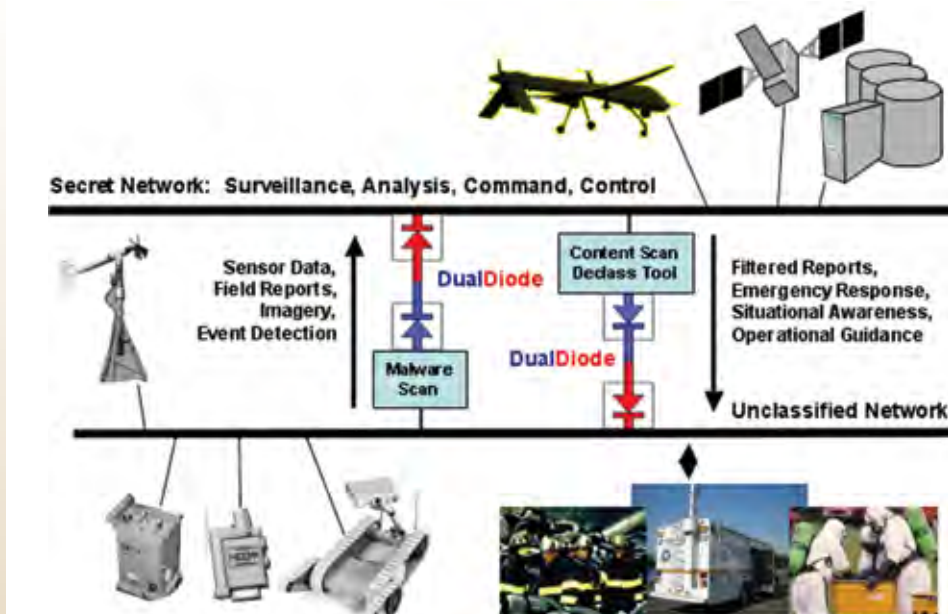 Secret Network: Surveillance, Analysis, Command, Control
Sensor Data,
Field Reports,
Imagery,
Event Detection
DualDiode
Malware
Scan
Content Scan
Declass Tool
DualDiode
Filtered Reports,
Emergency Response,
Situational Awareness,
Operational Guidance
Unclassified Network